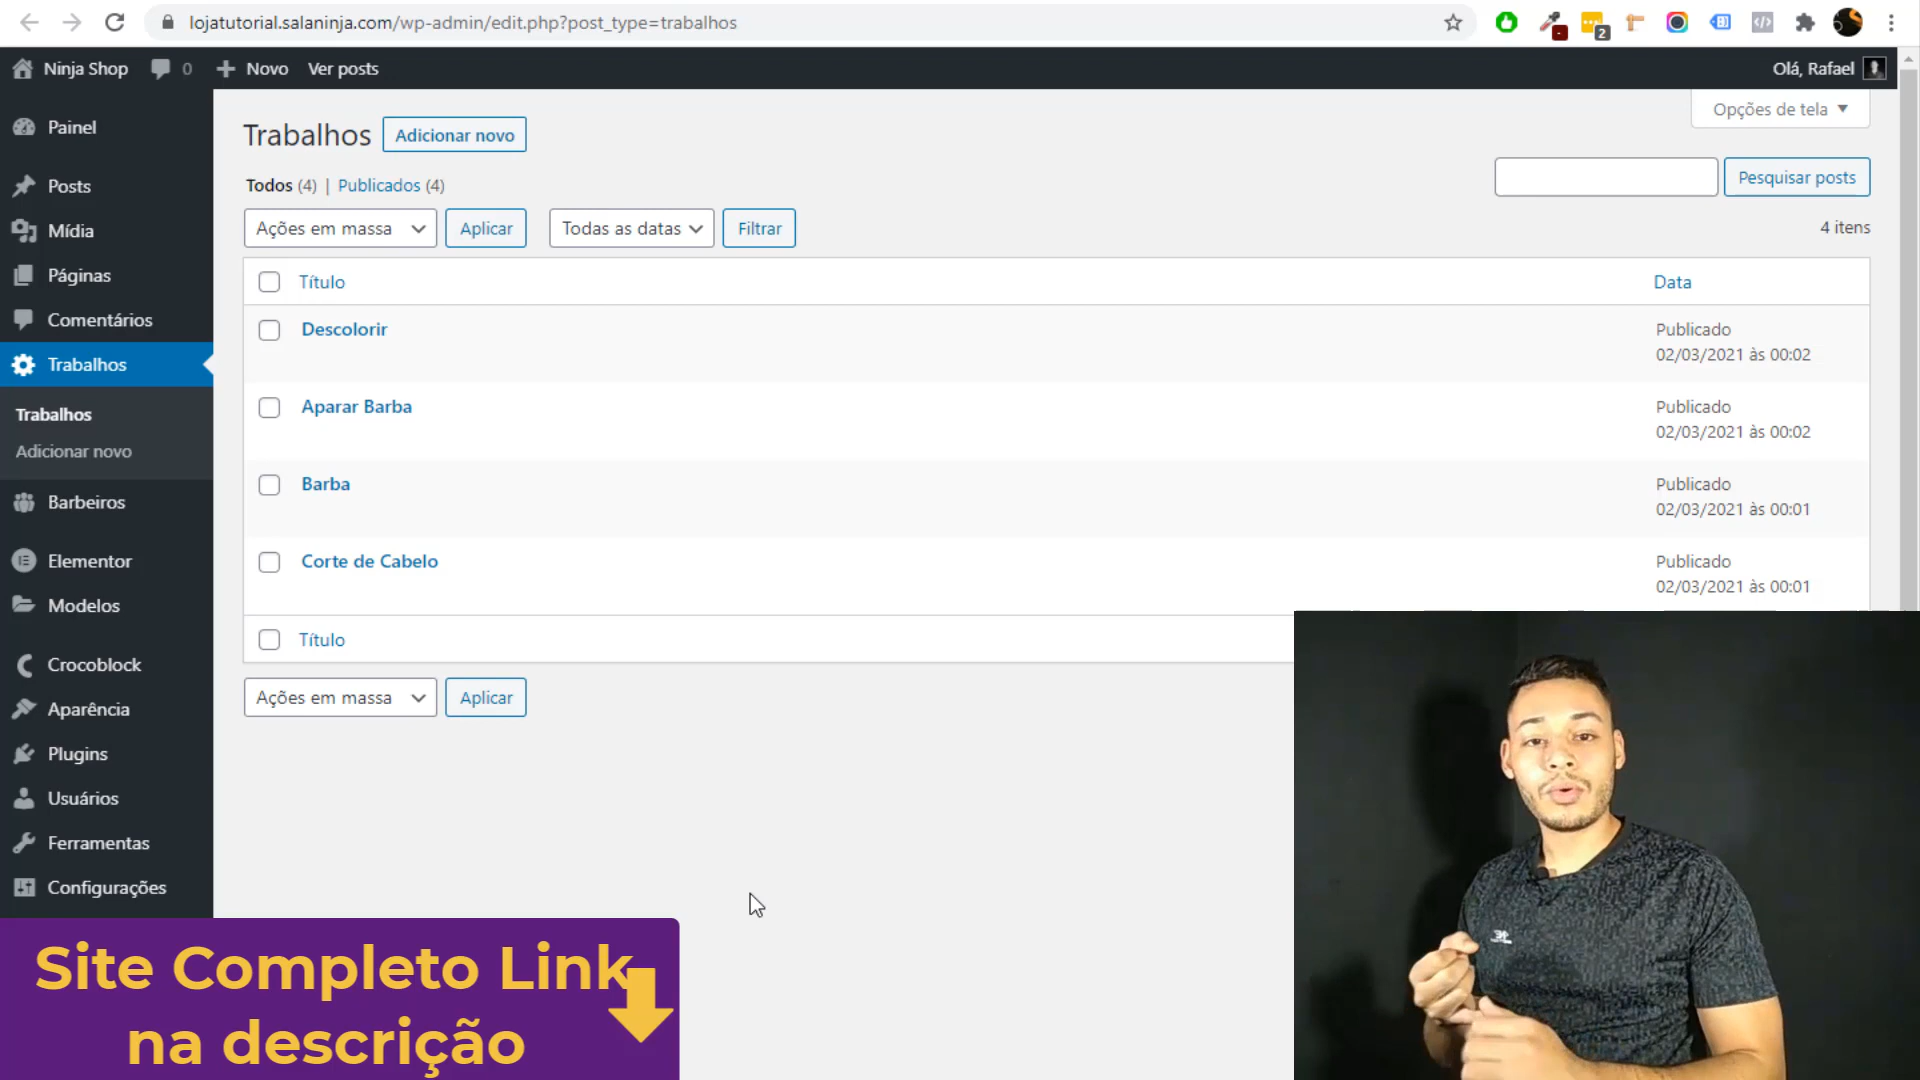 lojatutorial.salaninja.com/wp-admin/edit.php?post_type=trabalhos
2
Ninja Shop
0
Novo
Ver posts
Olá, Rafael
Painel
Posts
Mídia
Páginas
Comentários
Trabalhos
Trabalhos
Adicionar novo
Barbeiros
Elementor
Modelos
Crocoblock
Aparência
Plugins
Usuários
Ferramentas
Configurações
Opções de tela
Trabalhos
Adicionar novo
Todos (4) | Publicados (4)
Pesquisar posts
Ações em massa
Aplicar
Todas as datas
Filtrar
4 itens
Título
Data
Descolorir
Publicado
02/03/2021 às 00:02
Aparar Barba
Publicado
02/03/2021 às 00:02
Barba
Publicado
02/03/2021 às 00:01
Corte de Cabelo
Publicado
02/03/2021 às 00:01
Título
Ações em massa
Aplicar
Site Completo Link
na descrição